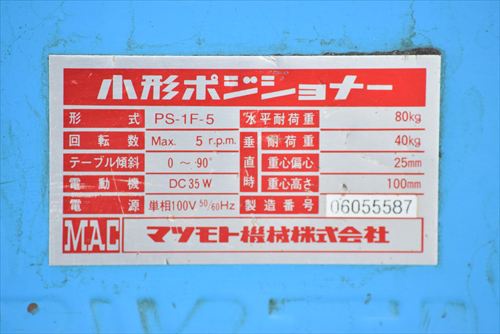 小形ポジショナー
形式 PS-1F-5 水平耐荷重 80kg
回転数 Max. 5 r.p.m. 垂直時 耐荷重 40kg
テーブル傾斜 0～90° 重心偏心 25mm
電動機 DC35W 重心高さ 100mm
電源 単相100V 50/60Hz 製造番号 06055587
MAC マツモト機械株式会社